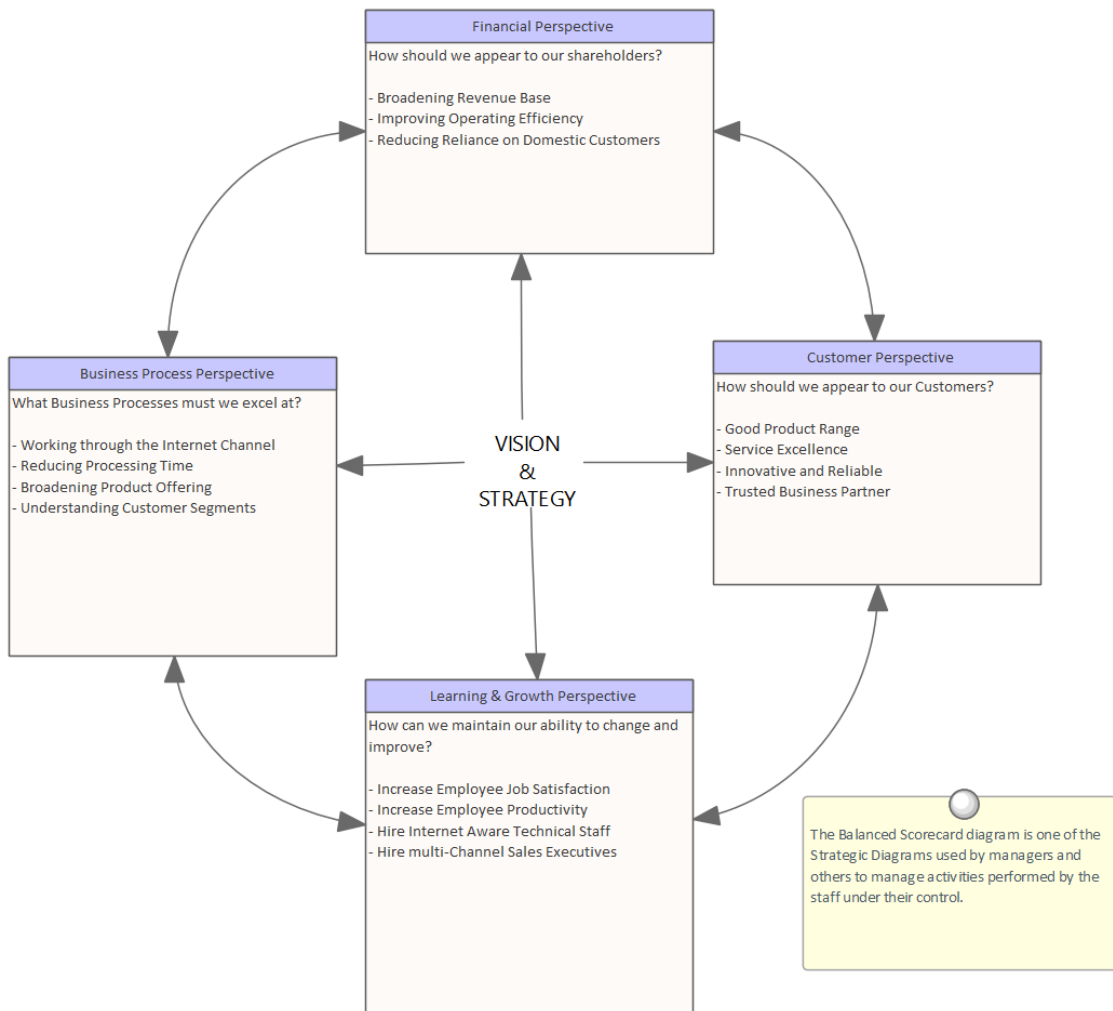 Financial Perspective
How should we appear to our shareholders?
- Broadening Revenue Base
- Improving Operating Efficiency
- Reducing Reliance on Domestic Customers
Business Process Perspective
What Business Processes must we excel at?
- Working through the Internet Channel
- Reducing Processing Time
- Broadening Product Offering
- Understanding Customer Segments
VISION
&
STRATEGY
Customer Perspective
How should we appear to our Customers?
- Good Product Range
- Service Excellence
- Innovative and Reliable
- Trusted Business Partner
Learning & Growth Perspective
How can we maintain our ability to change and
improve?
- Increase Employee Job Satisfaction
- Increase Employee Productivity
- Hire Internet Aware Technical Staff
- Hire multi-Channel Sales Executives
The Balanced Scorecard diagram is one of the
Strategic Diagrams used by managers and
others to manage activities performed by the
staff under their control.